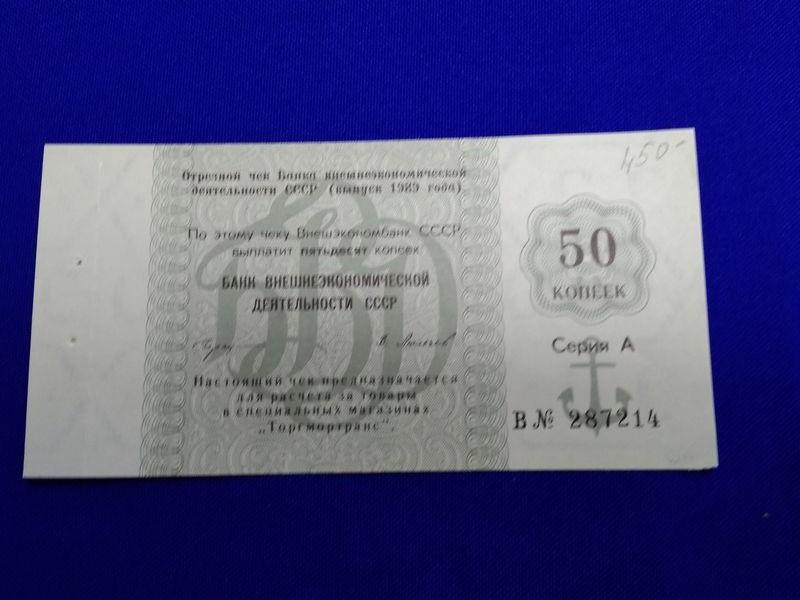 Отрезной чек Банка внешнеэкономической
деятельности СССР (выпуск 1989 года).
По этому чеку Внешэкономбанк СССР
выплатит пятьдесят копеек
БАНК ВНЕШНЕЭКОНОМИЧЕСКОЙ
ДЕЯТЕЛЬНОСТИ СССР
Настоящий чек предназначается
для расчета за товары
в специальных магазинах
„Торгмортранс".
450-
50
КОПЕЕК
Серия А
В № 287214